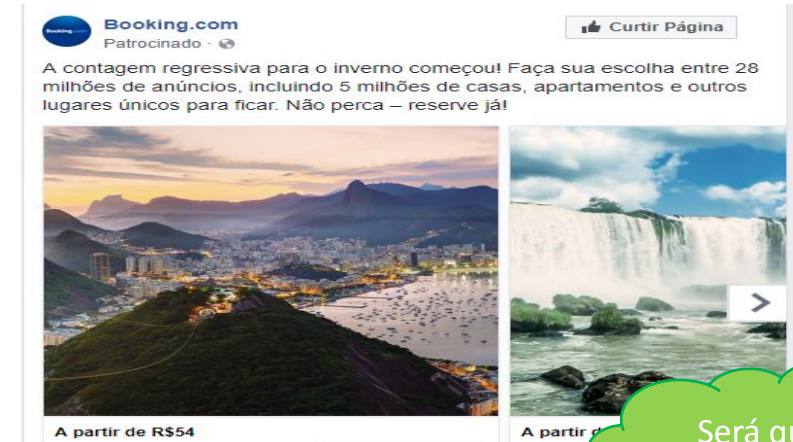 Booking.com
Booking.com
Patrocinado ·
Curtir Página
A contagem regressiva para o inverno começou! Faça sua escolha entre 28
milhões de anúncios, incluindo 5 milhões de casas, apartamentos e outros
lugares únicos para ficar. Não perca – reserve já!
A partir de R$54
A partir
Será